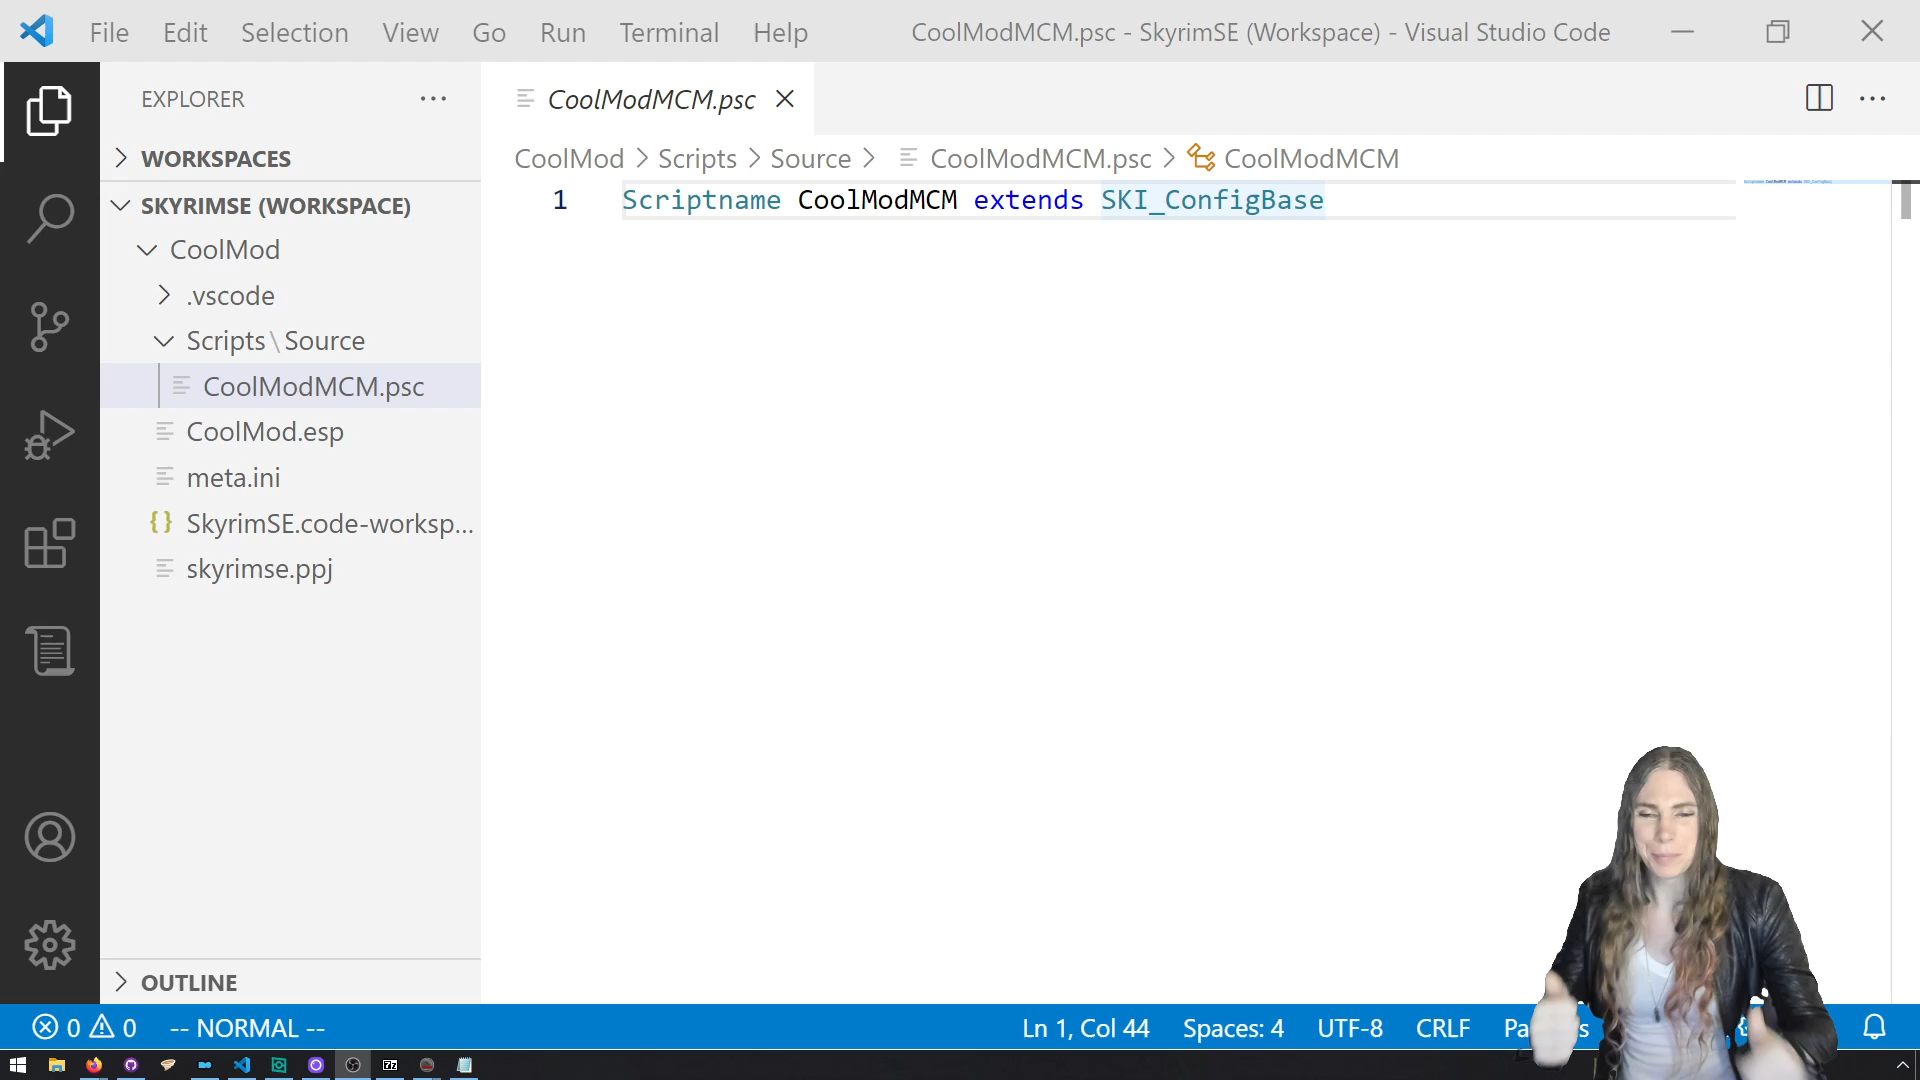 File Edit Selection View Go Run Terminal Help
CoolModMCM.psc - SkyrimSE (Workspace) - Visual Studio Code
EXPLORER
CoolModMCM.psc
WORKSPACES
CoolMod > Scripts > Source > CoolModMCM.psc > CoolModMCM
1 Scriptname CoolModMCM extends SKI_ConfigBase
SKYRIMSE (WORKSPACE)
CoolMod
.vscode
Scripts\Source
CoolModMCM.psc
CoolMod.esp
meta.ini
{} SkyrimSE.code-worksp...
skyrimse.ppj
OUTLINE
0 0 -- NORMAL -- Ln 1, Col 44 Spaces: 4 UTF-8 CRLF